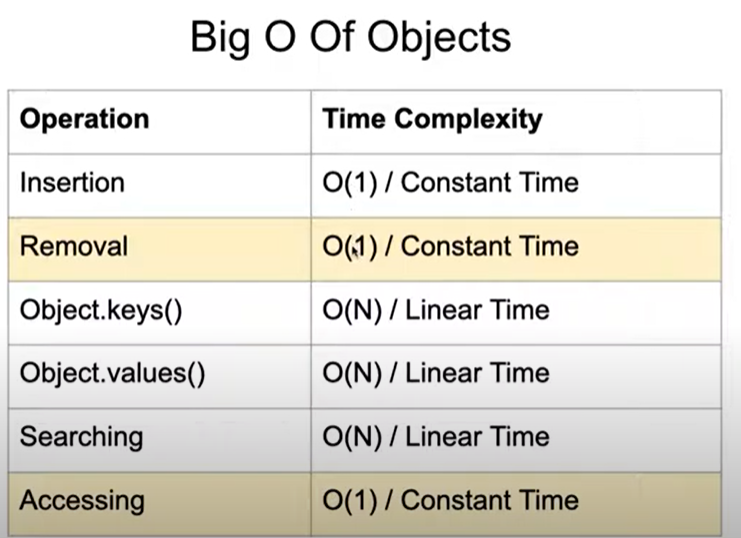 Big O Of Objects
Operation Time Complexity
Insertion O(1) / Constant Time
Removal O(1) / Constant Time
Object.keys() O(N) / Linear Time
Object.values() O(N) / Linear Time
Searching O(N) / Linear Time
Accessing O(1) / Constant Time